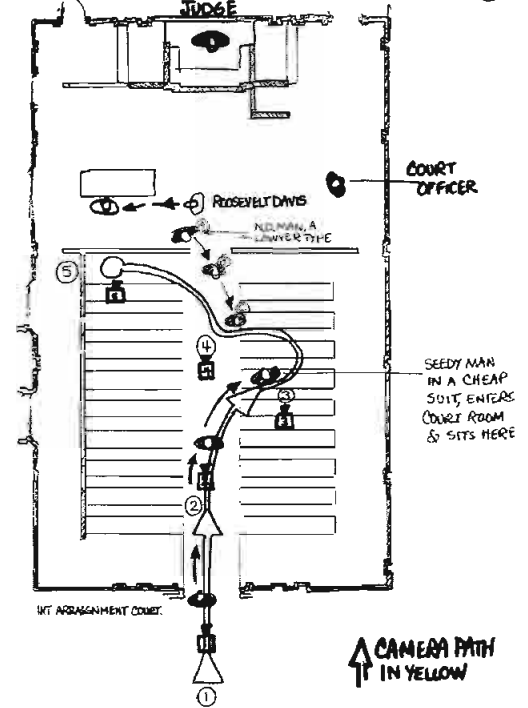 JUDGE
COURT
OFFICER
ROOSEVELT DAVIS
MAN, A
LAWYER TYPE
5
4
SEEDY MAN
IN A CHEAP
SUIT, ENTERS
COURT ROOM
& SITS HERE
3
2
INT ARRAIGNMENT COURT.
CAMERA PATH
IN YELLOW
1